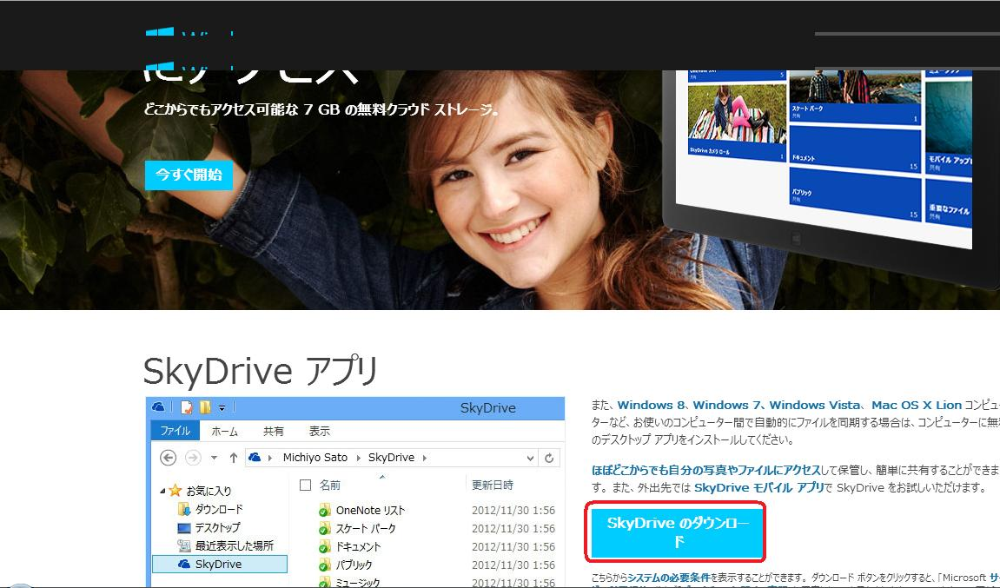 にアクセス
どこからでもアクセス可能な 7 GB の無料クラウド ストレージ。
今すぐ開始
5
共有
スケート パーク
共有
1
SkyDrive カメラ ロール
1
ドキュメント
15
モバイル アップ
共有
パブリック
共有
15
重要なファイル
共有
SkyDrive アプリ
SkyDrive
ファイル ホーム 共有 表示
Michiyo Sato SkyDrive
お気に入り
ダウンロード
デスクトップ
最近表示した場所
SkyDrive
名前 更新日時
OneNote リスト 2012/11/30 1:56
スケート パーク 2012/11/30 1:56
ドキュメント 2012/11/30 1:56
パブリック 2012/11/30 1:56
ミュージック 2012/11/30 1:56
また、Windows 8、Windows 7、Windows Vista、Mac OS X Lion コンピュ
ーターなど、お使いのコンピューター間で自動的にファイルを同期する場合は、コンピューターに無
のデスクトップ アプリをインストールしてください。
ほぼどこからでも自分の写真やファイルにアクセスして保管し、簡単に共有することができま
す。また、外出先では SkyDrive モバイル アプリで SkyDrive をお試しいただけます。
SkyDrive のダウンロー
ド
こちらからシステムの必要条件を表示することができます。ダウンロード ボタンをクリックすると、「Microsoft サ